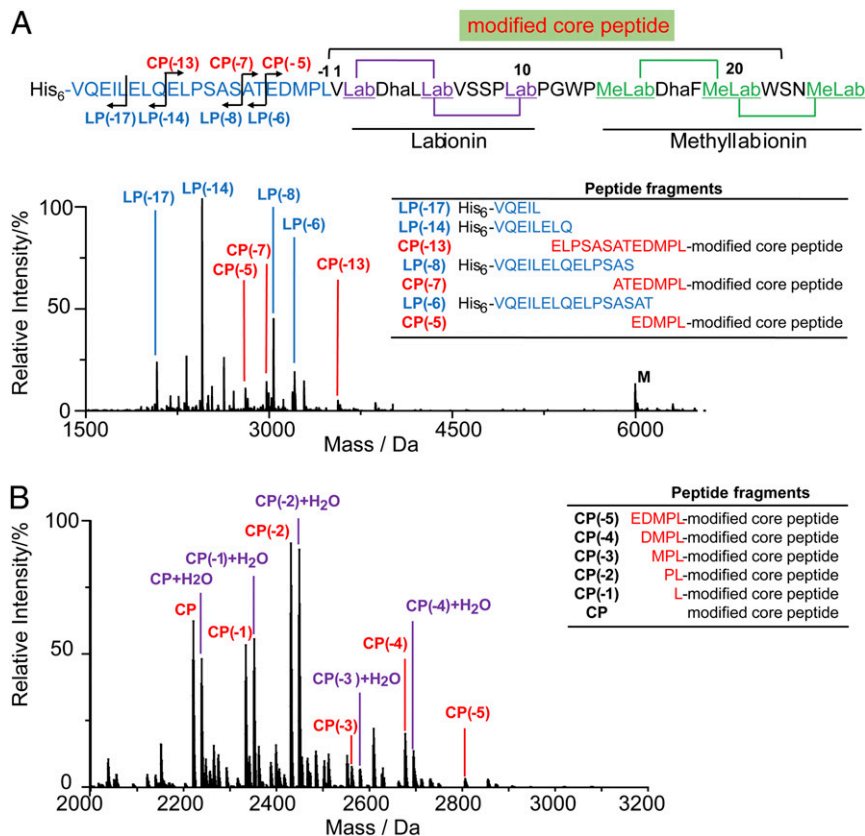 A
modified core peptide
CP(-13) CP(-7) CP(-5) -1 1 10 20
His6-VQEILELQELPSASATEDMPLVLabDhaLLabVSSPLabPGWPMeLabDhaFMeLabWSNMeLab
LP(-17) LP(-14) LP(-8) LP(-6)
Labionin Methyllabionin
Relative Intensity/%
100
50
0
LP(-17)
LP(-14)
LP(-8)
LP(-6)
CP(-7)
CP(-5)
CP(-13)
M
1500 3000 4500 6000
Mass / Da
Peptide fragments
LP(-17) His6-VQEIL
LP(-14) His6-VQEILELQ
CP(-13) ELPSASATEDMPL-modified core peptide
LP(-8) His6-VQEILELQELPSAS
CP(-7) ATEDMPL-modified core peptide
LP(-6) His6-VQEILELQELPSASAT
CP(-5) EDMPL-modified core peptide
B
Relative Intensity/%
100
50
0
CP(-2)+H2O
CP(-2)
CP(-1)+H2O
CP+H2O
CP
CP(-1)
CP(-4)+H2O
CP(-4)
CP(-3 )+H2O
CP(-3)
CP(-5)
2000 2200 2400 2600 2800 3000 3200
Mass / Da
Peptide fragments
CP(-5) EDMPL-modified core peptide
CP(-4) DMPL-modified core peptide
CP(-3) MPL-modified core peptide
CP(-2) PL-modified core peptide
CP(-1) L-modified core peptide
CP modified core peptide